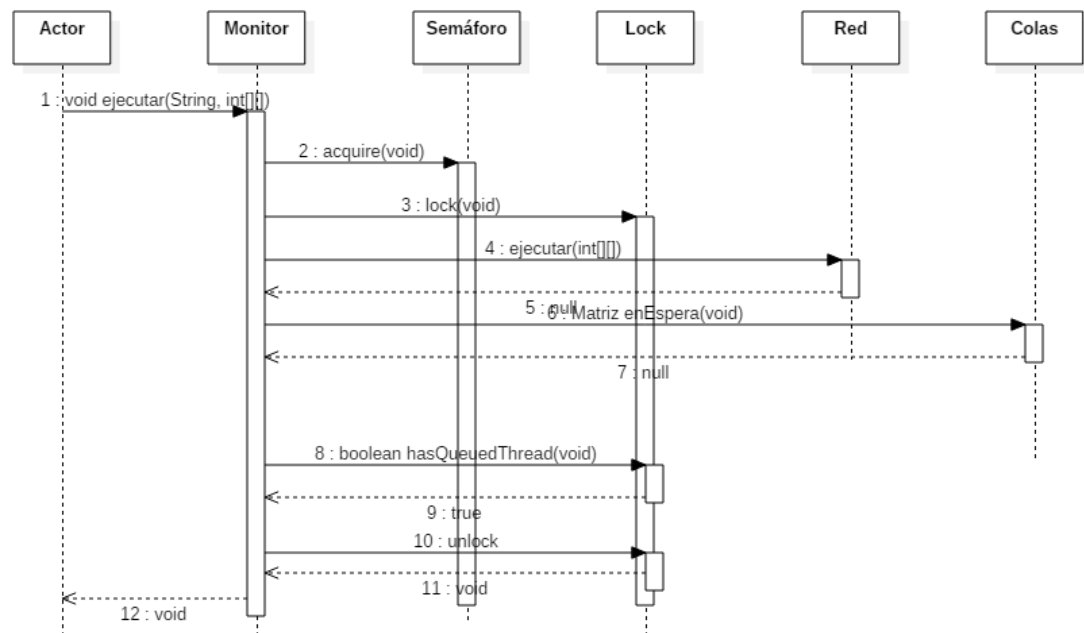 Actor
Monitor
Semáforo
Lock
Red
Colas
1 : void ejecutar(String, int[][])
2 : acquire(void)
3 : lock(void)
4 : ejecutar(int[][])
5 : null
6 : Matriz enEspera(void)
7 : null
8 : boolean hasQueuedThread(void)
9 : true
10 : unlock
11 : void
12 : void